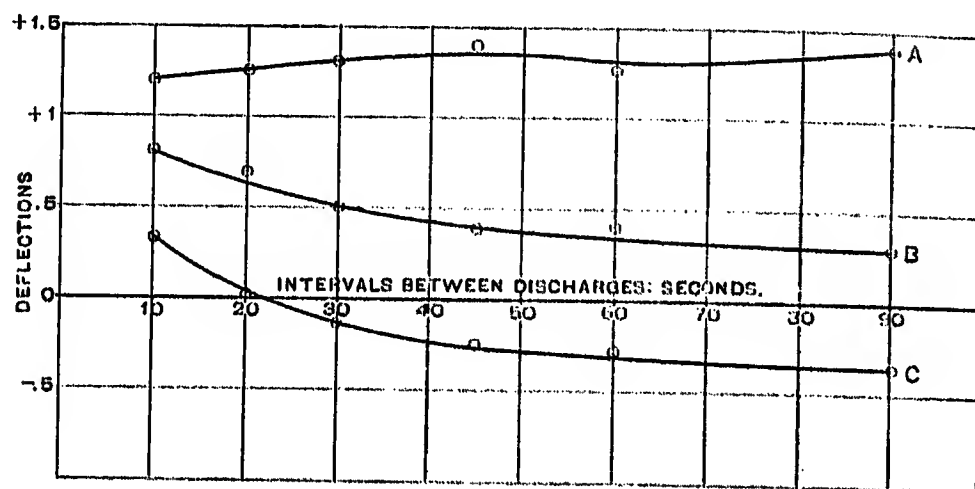 +1.5
A
+1
DEFLECTIONS
.5
B
INTERVALS BETWEEN DISCHARGES: SECONDS.
0
10 20 30 40 50 60 70 80 90
C
-.5